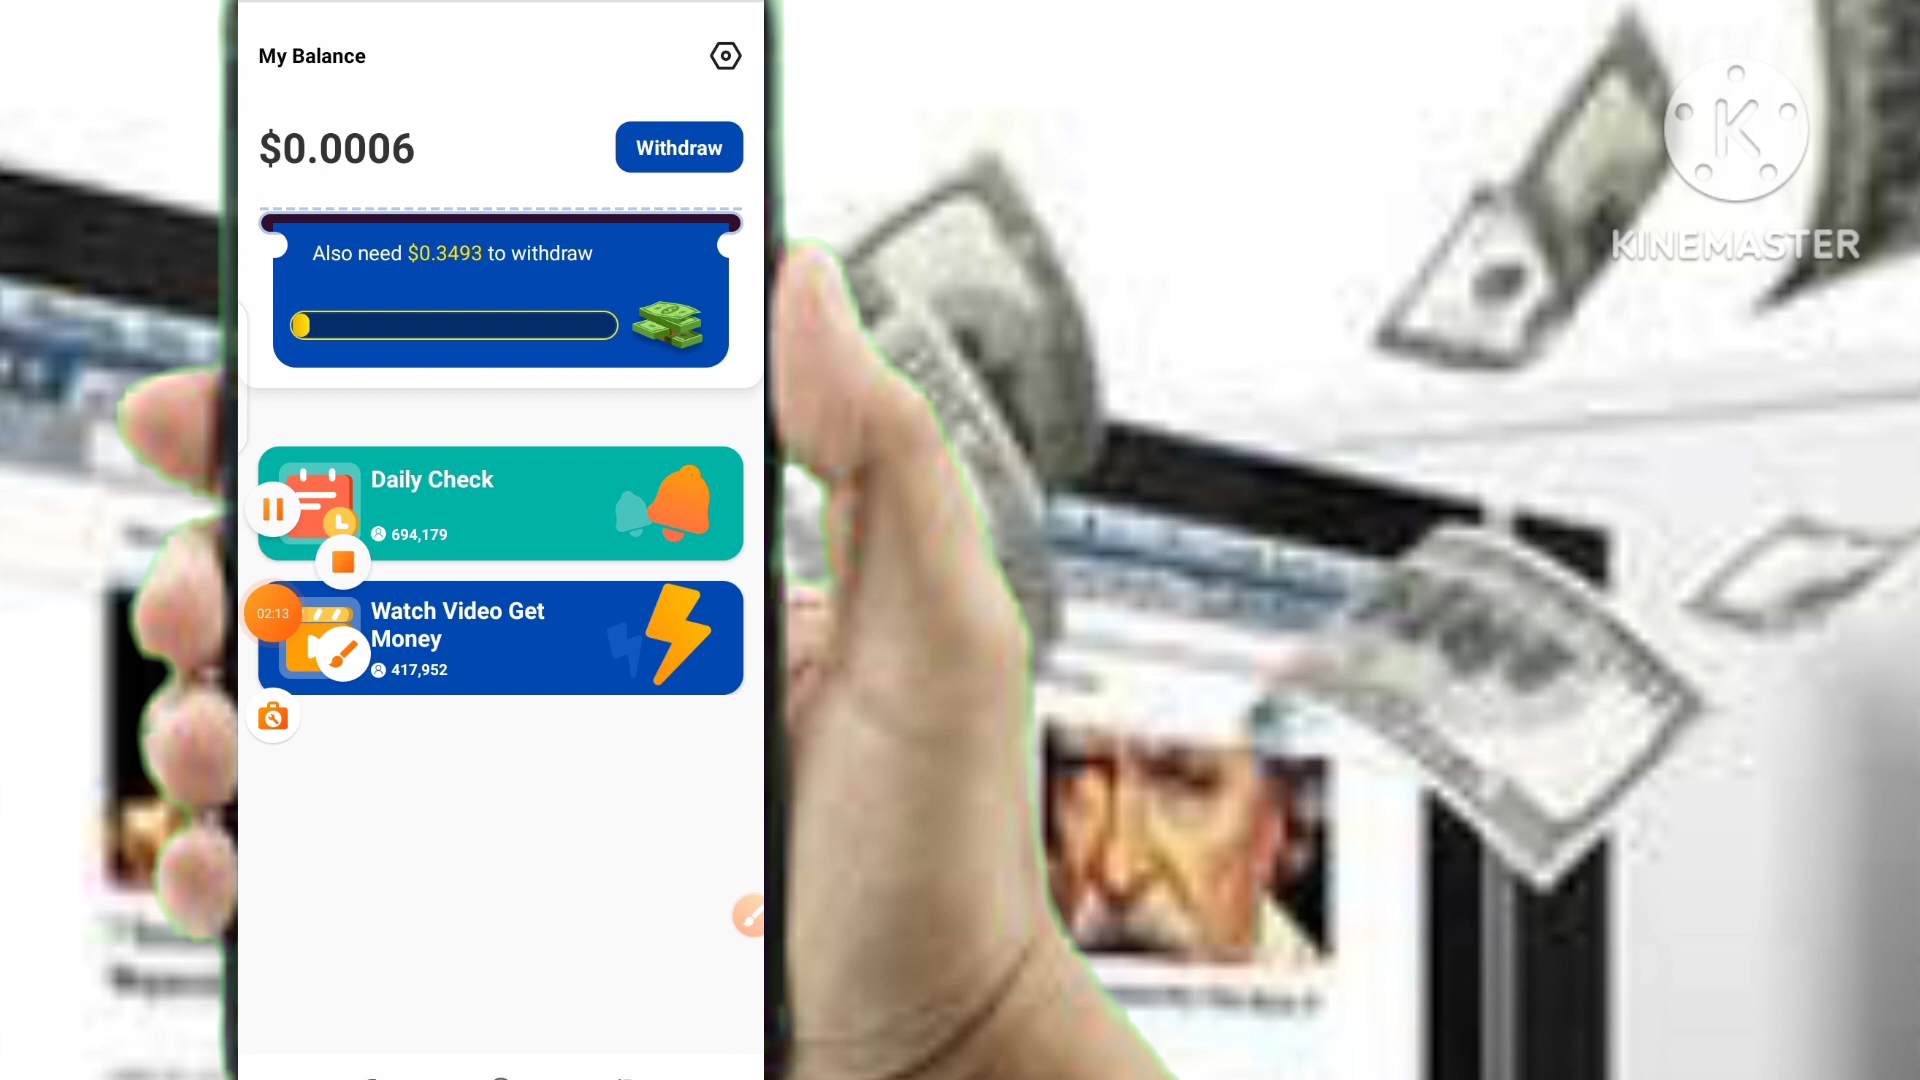 My Balance
$0.0006
Withdraw
Also need $0.3493 to withdraw
Daily Check
694,179
02:13
Watch Video Get
Money
417,952
K
KINEMASTER